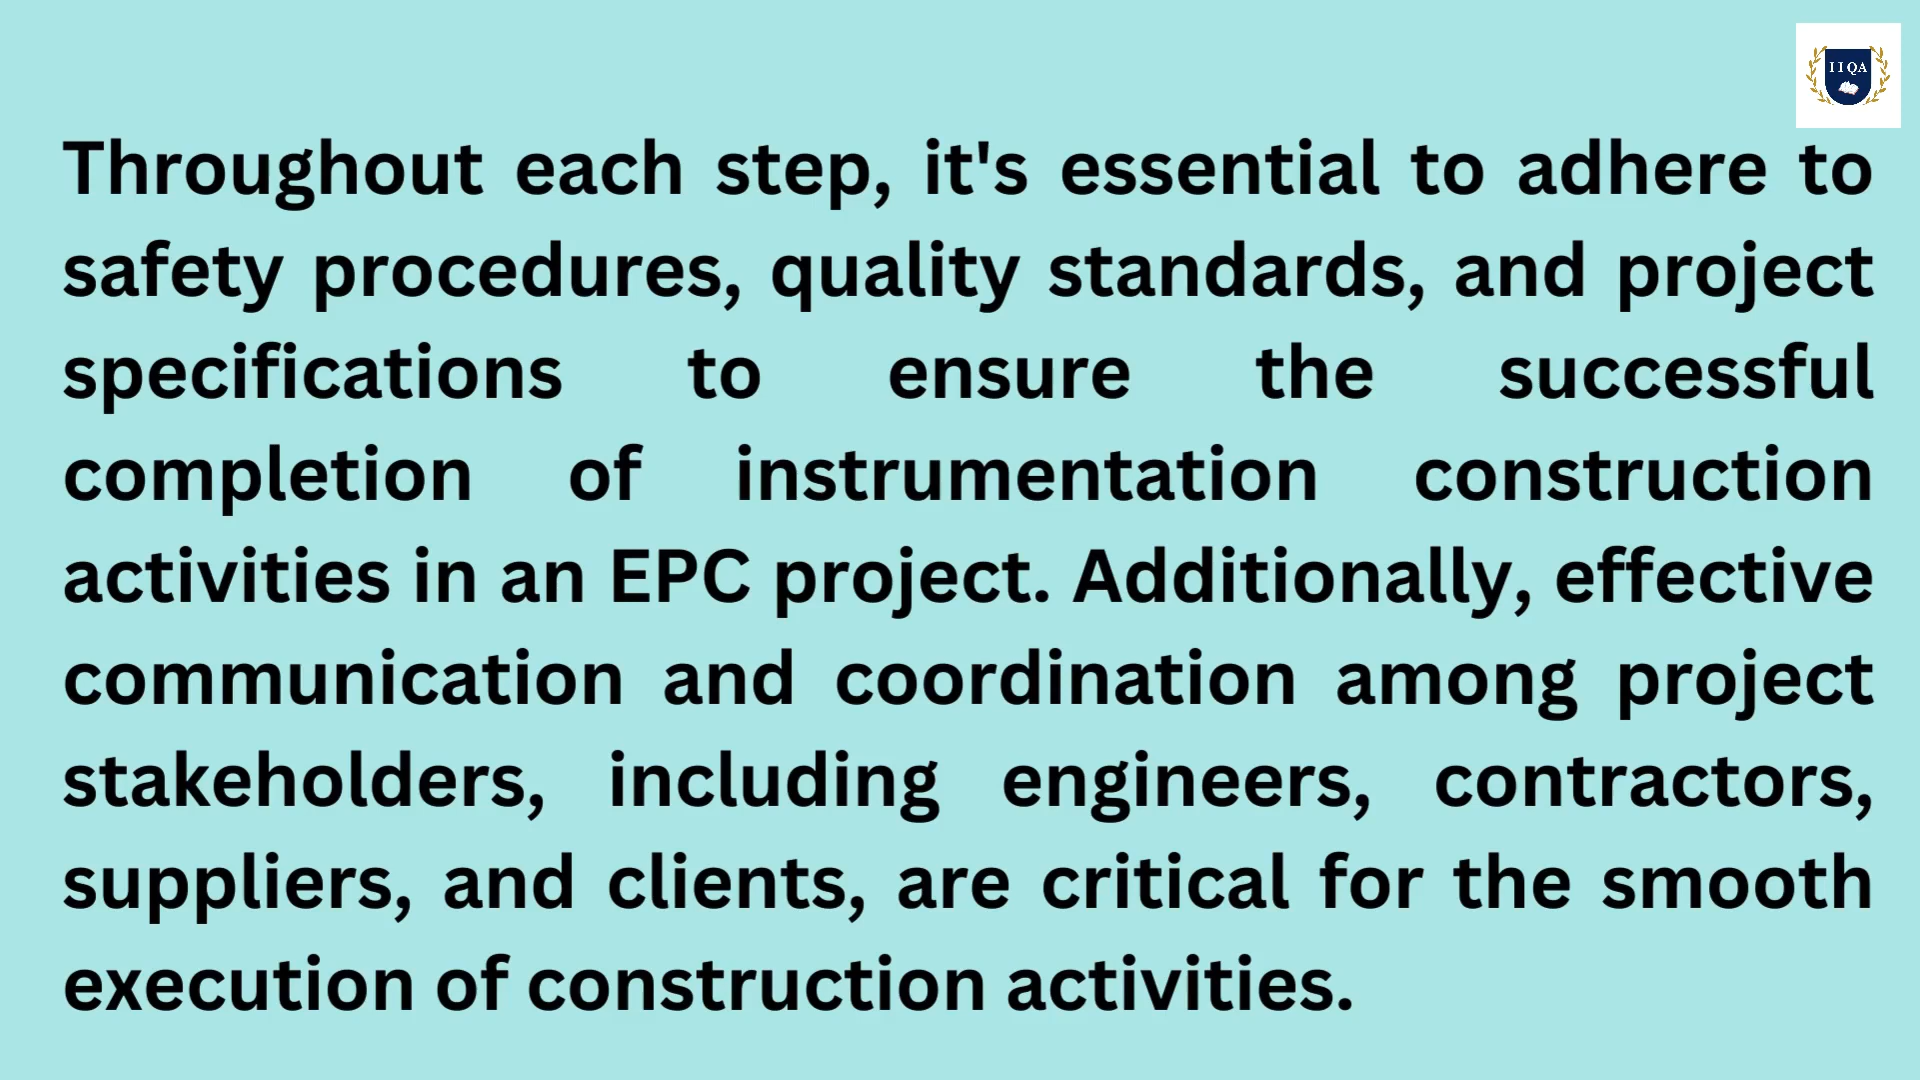 IIQA
Throughout each step, it's essential to adhere to
safety procedures, quality standards, and project
specifications to ensure the successful
completion of instrumentation construction
activities in an EPC project. Additionally, effective
communication and coordination among project
stakeholders, including engineers, contractors,
suppliers, and clients, are critical for the smooth
execution of construction activities.